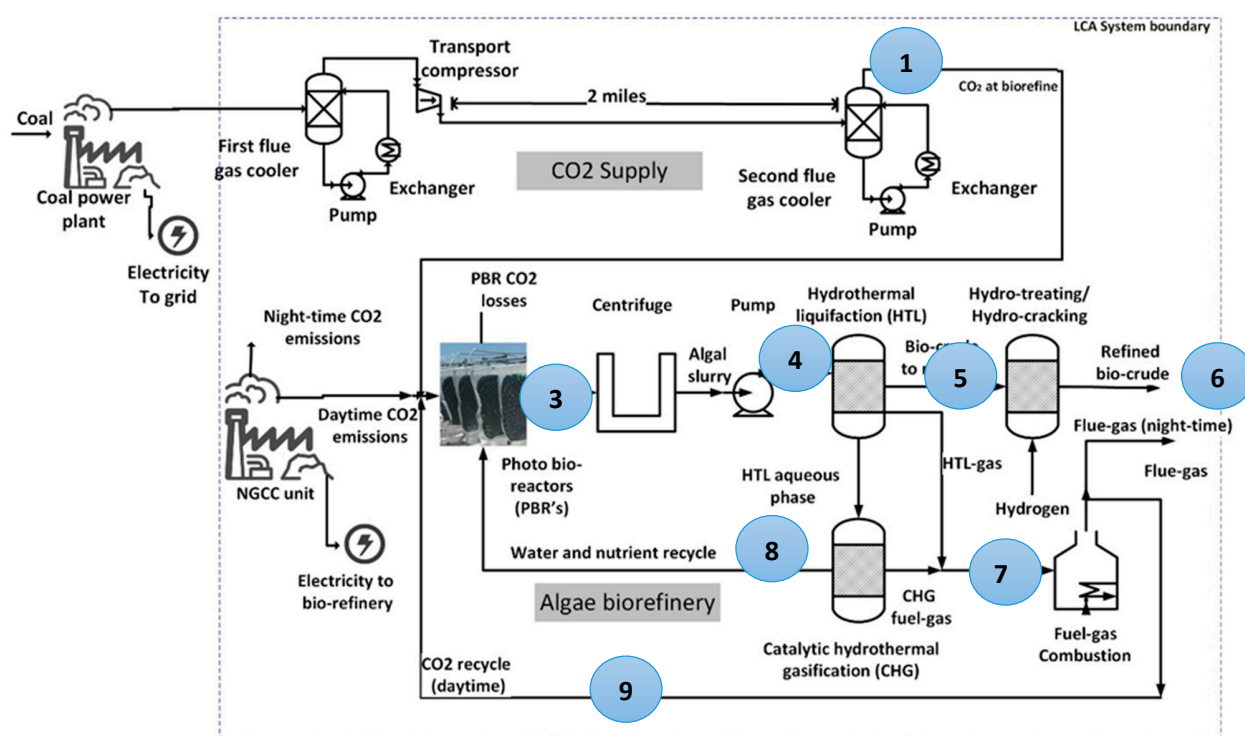 LCA System boundary
1
Transport
compressor
CO₂ at biorefine
2 miles
Coal
First flue
gas cooler
CO2 Supply
Second flue
gas cooler
Exchanger
Exchanger
Coal power
plant
Pump
Pump
Electricity
To grid
PBR CO2
losses
Centrifuge
Pump
Hydrothermal
liquifaction (HTL)
Hydro-treating/
Hydro-cracking
Night-time CO2
emissions
Algal
slurry
4
Bio-crude
to
5
Refined
bio-crude
6
3
Daytime CO2
emissions
Flue-gas (night-time)
Flue-gas
NGCC unit
Photo bio-
reactors
(PBR's)
HTL aqueous
phase
HTL-gas
Hydrogen
Water and nutrient recycle
8
7
Electricity to
bio-refinery
Algae biorefinery
CHG
fuel-gas
Fuel-gas
Combustion
Catalytic hydrothermal
gasification (CHG)
CO2 recycle
(daytime)
9